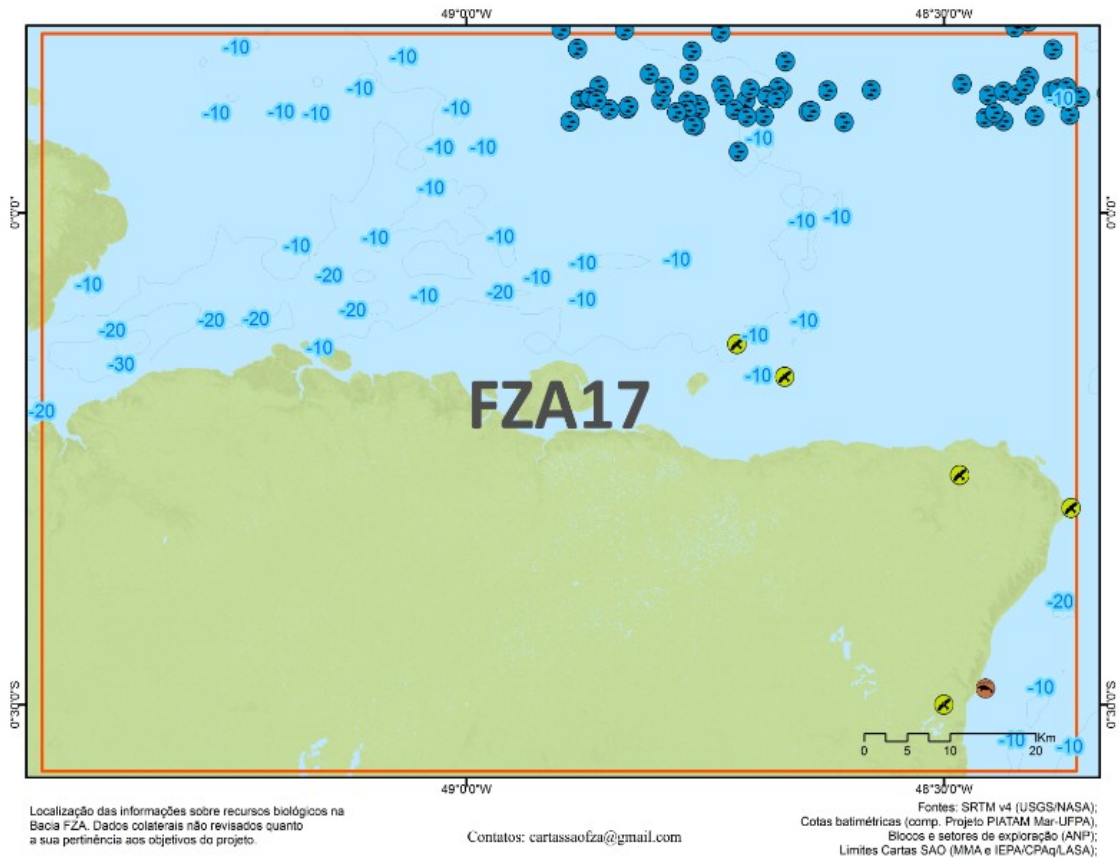 49°0'0"W
48°30'0"W
-10
-10
-10
-10
-10
-10
-10
-10
-10
-10
-10
-10
0°0'0"
0°0'0"
-10
-10
-10
-10
-10
-10
-10
-10
-20
-10
-10
-10
-20
-10
-20
-20
-20
-20
-10
-10
-10
-30
-10
-20
FZA17
-20
-10
0°30'0"S
0°30'0"S
-10
-10
Km
0 5 10 20
49°0'0"W
48°30'0"W
Localização das informações sobre recursos biológicos na
Bacia FZA. Dados colaterais não revisados quanto
a sua pertinência aos objetivos do projeto.
Contatos: cartassaofza@gmail.com
Fontes: SRTM v4 (USGS/NASA);
Cotas batimétricas (comp. Projeto PIATAM Mar-UFPA),
Blocos e setores de exploração (ANP);
Limites Cartas SAO (MMA e IEPA/CPAq/LASA);